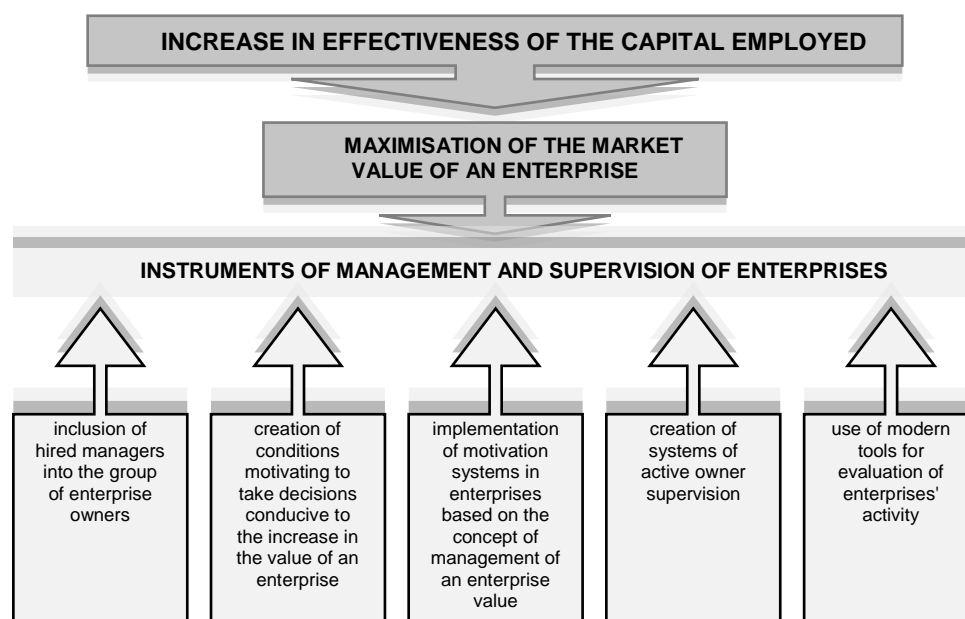 INCREASE IN EFFECTIVENESS OF THE CAPITAL EMPLOYED
MAXIMISATION OF THE MARKET
VALUE OF AN ENTERPRISE
INSTRUMENTS OF MANAGEMENT AND SUPERVISION OF ENTERPRISES
inclusion of
hired managers
into the group
of enterprise
owners
creation of
conditions
motivating to
take decisions
conducive to
the increase in
the value of an
enterprise
implementation
of motivation
systems in
enterprises
based on the
concept of
management of
an enterprise
value
creation of
systems of
active owner
supervision
use of modern
tools for
evaluation of
enterprises'
activity